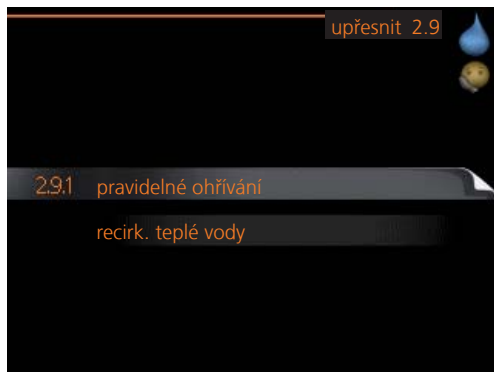 upřesnit 2.9
2.9.1 pravidelné ohřívání
recirk. teplé vody